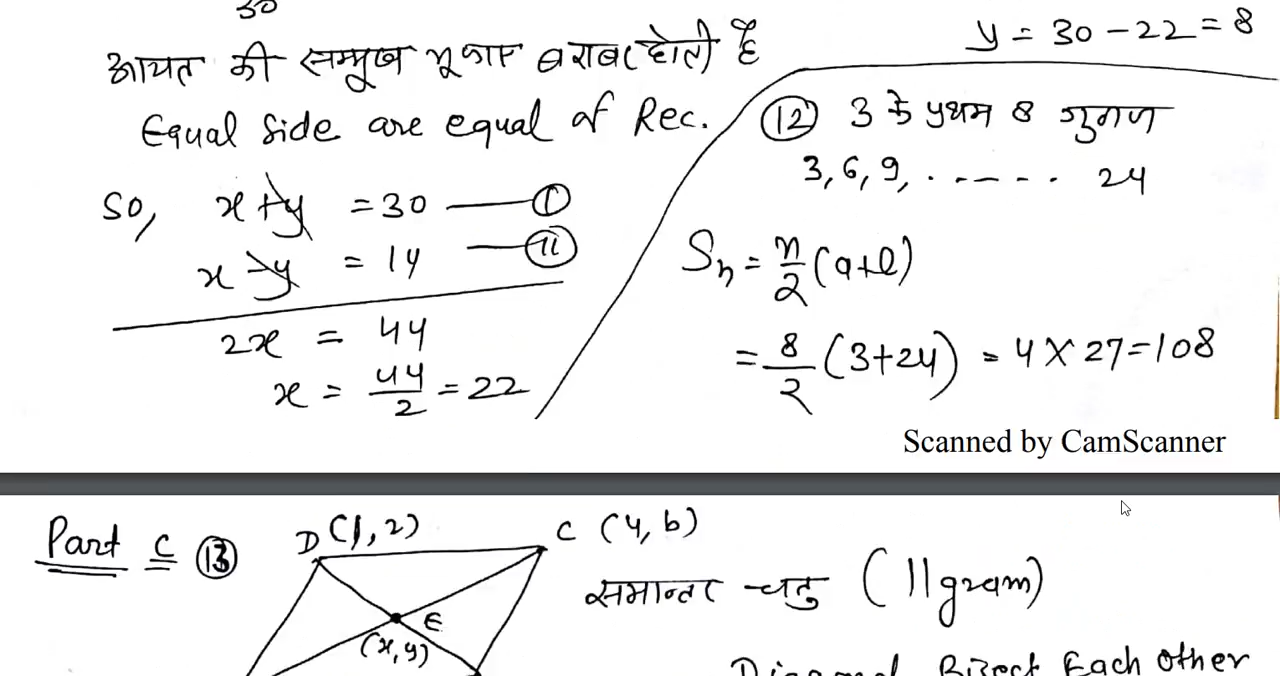 30
आयत की सम्मुख भूजाए बराबर होती है
Equal side are equal of Rec.
so, x+y = 30 —— I
x-y = 14 —— II
2x = 44
x = 44/2 = 22
y = 30 - 22 = 8
12 3 के प्रथम 8 गुणज
3, 6, 9, ....... 24
Sn = n/2 (a+l)
= 8/2 (3+24) = 4 × 27 = 108
Scanned by CamScanner
Part C 13
D (1, 2)
C (4, b)
E
(x, y)
समान्तर चतु (||gram)
Diagonal Bisect Each other